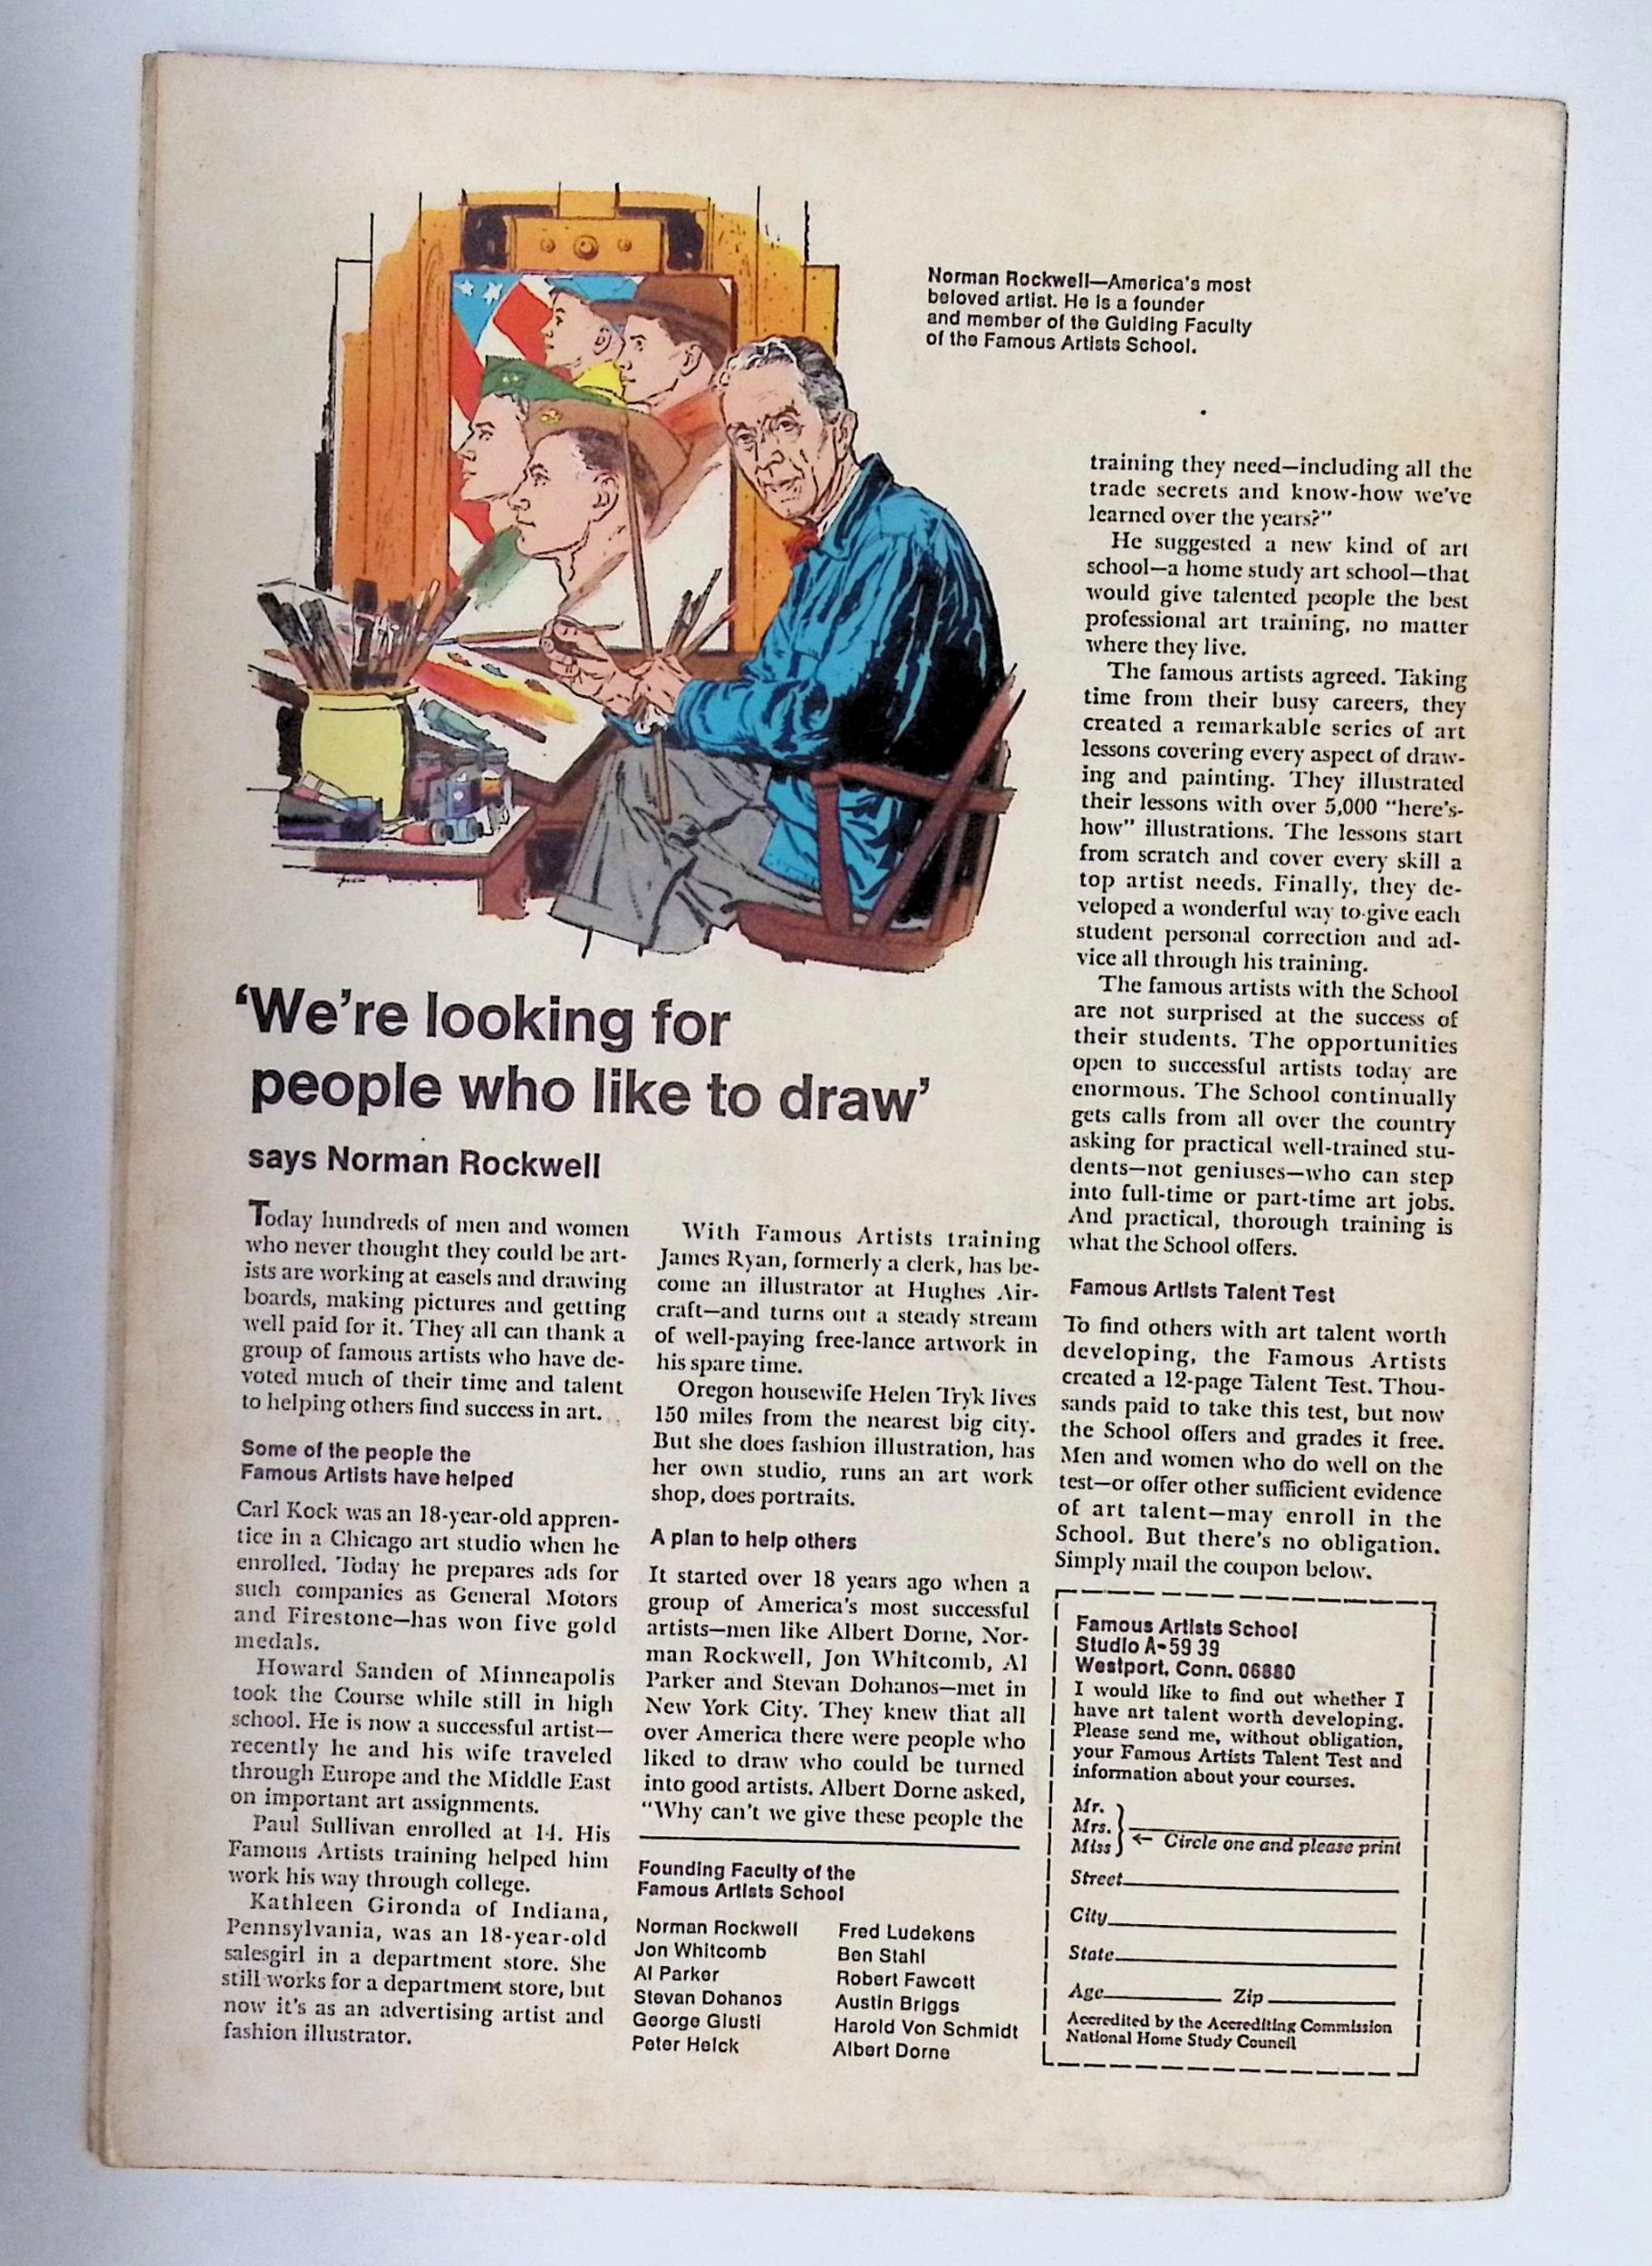 Norman Rockwell—America's most
beloved artist. He is a founder
and member of the Guiding Faculty
of the Famous Artists School.
'We're looking for
people who like to draw'
says Norman Rockwell
Today hundreds of men and women
who never thought they could be art-
ists are working at easels and drawing
boards, making pictures and getting
well paid for it. They all can thank a
group of famous artists who have de-
voted much of their time and talent
to helping others find success in art.
Some of the people the
Famous Artists have helped
Carl Kock was an 18-year-old appren-
tice in a Chicago art studio when he
enrolled. Today he prepares ads for
such companies as General Motors
and Firestone—has won five gold
medals.
Howard Sanden of Minneapolis
took the Course while still in high
school. He is now a successful artist—
recently he and his wife traveled
through Europe and the Middle East
on important art assignments.
Paul Sullivan enrolled at 14. His
Famous Artists training helped him
work his way through college.
Kathleen Gironda of Indiana,
Pennsylvania, was an 18-year-old
salesgirl in a department store. She
still works for a department store, but
now it's as an advertising artist and
fashion illustrator.
With Famous Artists training
James Ryan, formerly a clerk, has be-
come an illustrator at Hughes Air-
craft—and turns out a steady stream
of well-paying free-lance artwork in
his spare time.
Oregon housewife Helen Tryk lives
150 miles from the nearest big city.
But she does fashion illustration, has
her own studio, runs an art work
shop, does portraits.
A plan to help others
It started over 18 years ago when a
group of America's most successful
artists—men like Albert Dorne, Nor-
man Rockwell, Jon Whitcomb, Al
Parker and Stevan Dohanos—met in
New York City. They knew that all
over America there were people who
liked to draw who could be turned
into good artists. Albert Dorne asked,
"Why can't we give these people the
training they need—including all the
trade secrets and know-how we've
learned over the years?"
He suggested a new kind of art
school—a home study art school—that
would give talented people the best
professional art training, no matter
where they live.
The famous artists agreed. Taking
time from their busy careers, they
created a remarkable series of art
lessons covering every aspect of draw-
ing and painting. They illustrated
their lessons with over 5,000 "here's-
how" illustrations. The lessons start
from scratch and cover every skill a
top artist needs. Finally, they de-
veloped a wonderful way to give each
student personal correction and ad-
vice all through his training.
The famous artists with the School
are not surprised at the success of
their students. The opportunities
open to successful artists today are
enormous. The School continually
gets calls from all over the country
asking for practical well-trained stu-
dents—not geniuses—who can step
into full-time or part-time art jobs.
And practical, thorough training is
what the School offers.
Famous Artists Talent Test
To find others with art talent worth
developing, the Famous Artists
created a 12-page Talent Test. Thou-
sands paid to take this test, but now
the School offers and grades it free.
Men and women who do well on the
test—or offer other sufficient evidence
of art talent—may enroll in the
School. But there's no obligation.
Simply mail the coupon below.
Founding Faculty of the
Famous Artists School
Norman Rockwell
Jon Whitcomb
Al Parker
Stevan Dohanos
George Giusti
Peter Helck
Fred Ludekens
Ben Stahl
Robert Fawcett
Austin Briggs
Harold Von Schmidt
Albert Dorne
Famous Artists School
Studio A-59 39
Westport, Conn. 06880
I would like to find out whether I
have art talent worth developing.
Please send me, without obligation,
your Famous Artists Talent Test and
information about your courses.
Mr.
Mrs.
Miss ← Circle one and please print
Street
City
State
Age Zip
Accredited by the Accrediting Commission
National Home Study Council